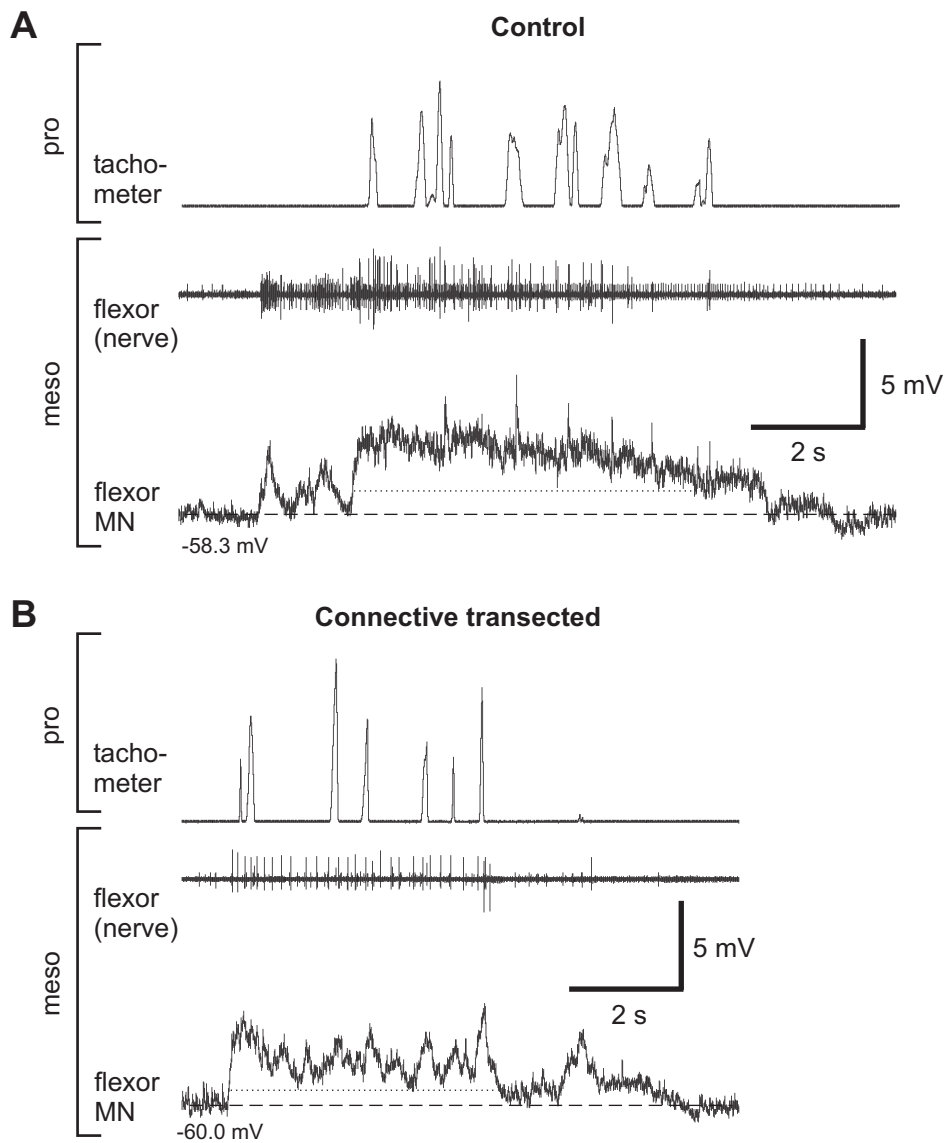 A
Control
pro
tacho-
meter
meso
flexor
(nerve)
5 mV
2 s
flexor
MN
-58.3 mV
B
Connective transected
pro
tacho-
meter
meso
flexor
(nerve)
5 mV
2 s
flexor
MN
-60.0 mV